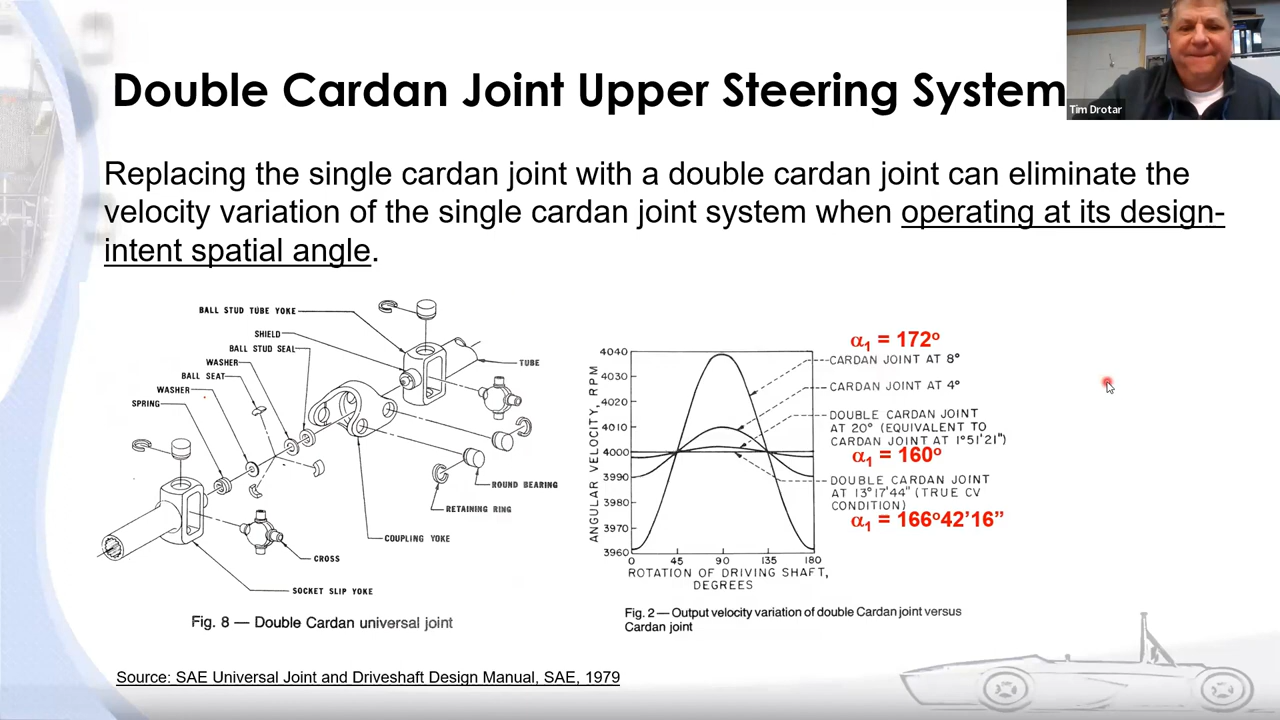 Double Cardan Joint Upper Steering System
Tim Drotar
Replacing the single cardan joint with a double cardan joint can eliminate the
velocity variation of the single cardan joint system when operating at its design-
intent spatial angle.
BALL STUD TUBE YOKE
SHIELD
BALL STUD SEAL
WASHER
BALL SEAT
WASHER
SPRING
TUBE
ROUND BEARING
RETAINING RING
COUPLING YOKE
CROSS
SOCKET SLIP YOKE
Fig. 8 — Double Cardan universal joint
ANGULAR VELOCITY, RPM
4040
4030
4020
4010
4000
3990
3980
3970
3960
0 45 90 135 180
ROTATION OF DRIVING SHAFT,
DEGREES
α1 = 172°
CARDAN JOINT AT 8°
CARDAN JOINT AT 4°
DOUBLE CARDAN JOINT
AT 20° (EQUIVALENT TO
CARDAN JOINT AT 1°51'21")
α1 = 160°
DOUBLE CARDAN JOINT
AT 13°17'44" (TRUE CV
CONDITION)
α1 = 166°42’16”
Fig. 2 — Output velocity variation of double Cardan joint versus
Cardan joint
Source: SAE Universal Joint and Driveshaft Design Manual, SAE, 1979